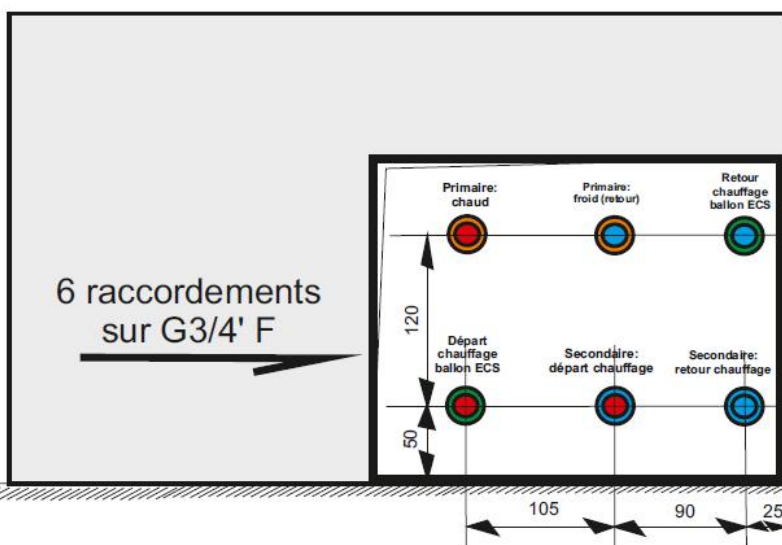 6 raccordements
sur G3/4' F
Primaire:
chaud
Primaire:
froid (retour)
Retour
chauffage
ballon ECS
120
Départ
chauffage
ballon ECS
Secondaire:
départ chauffage
Secondaire:
retour chauffage
50
105
90
25